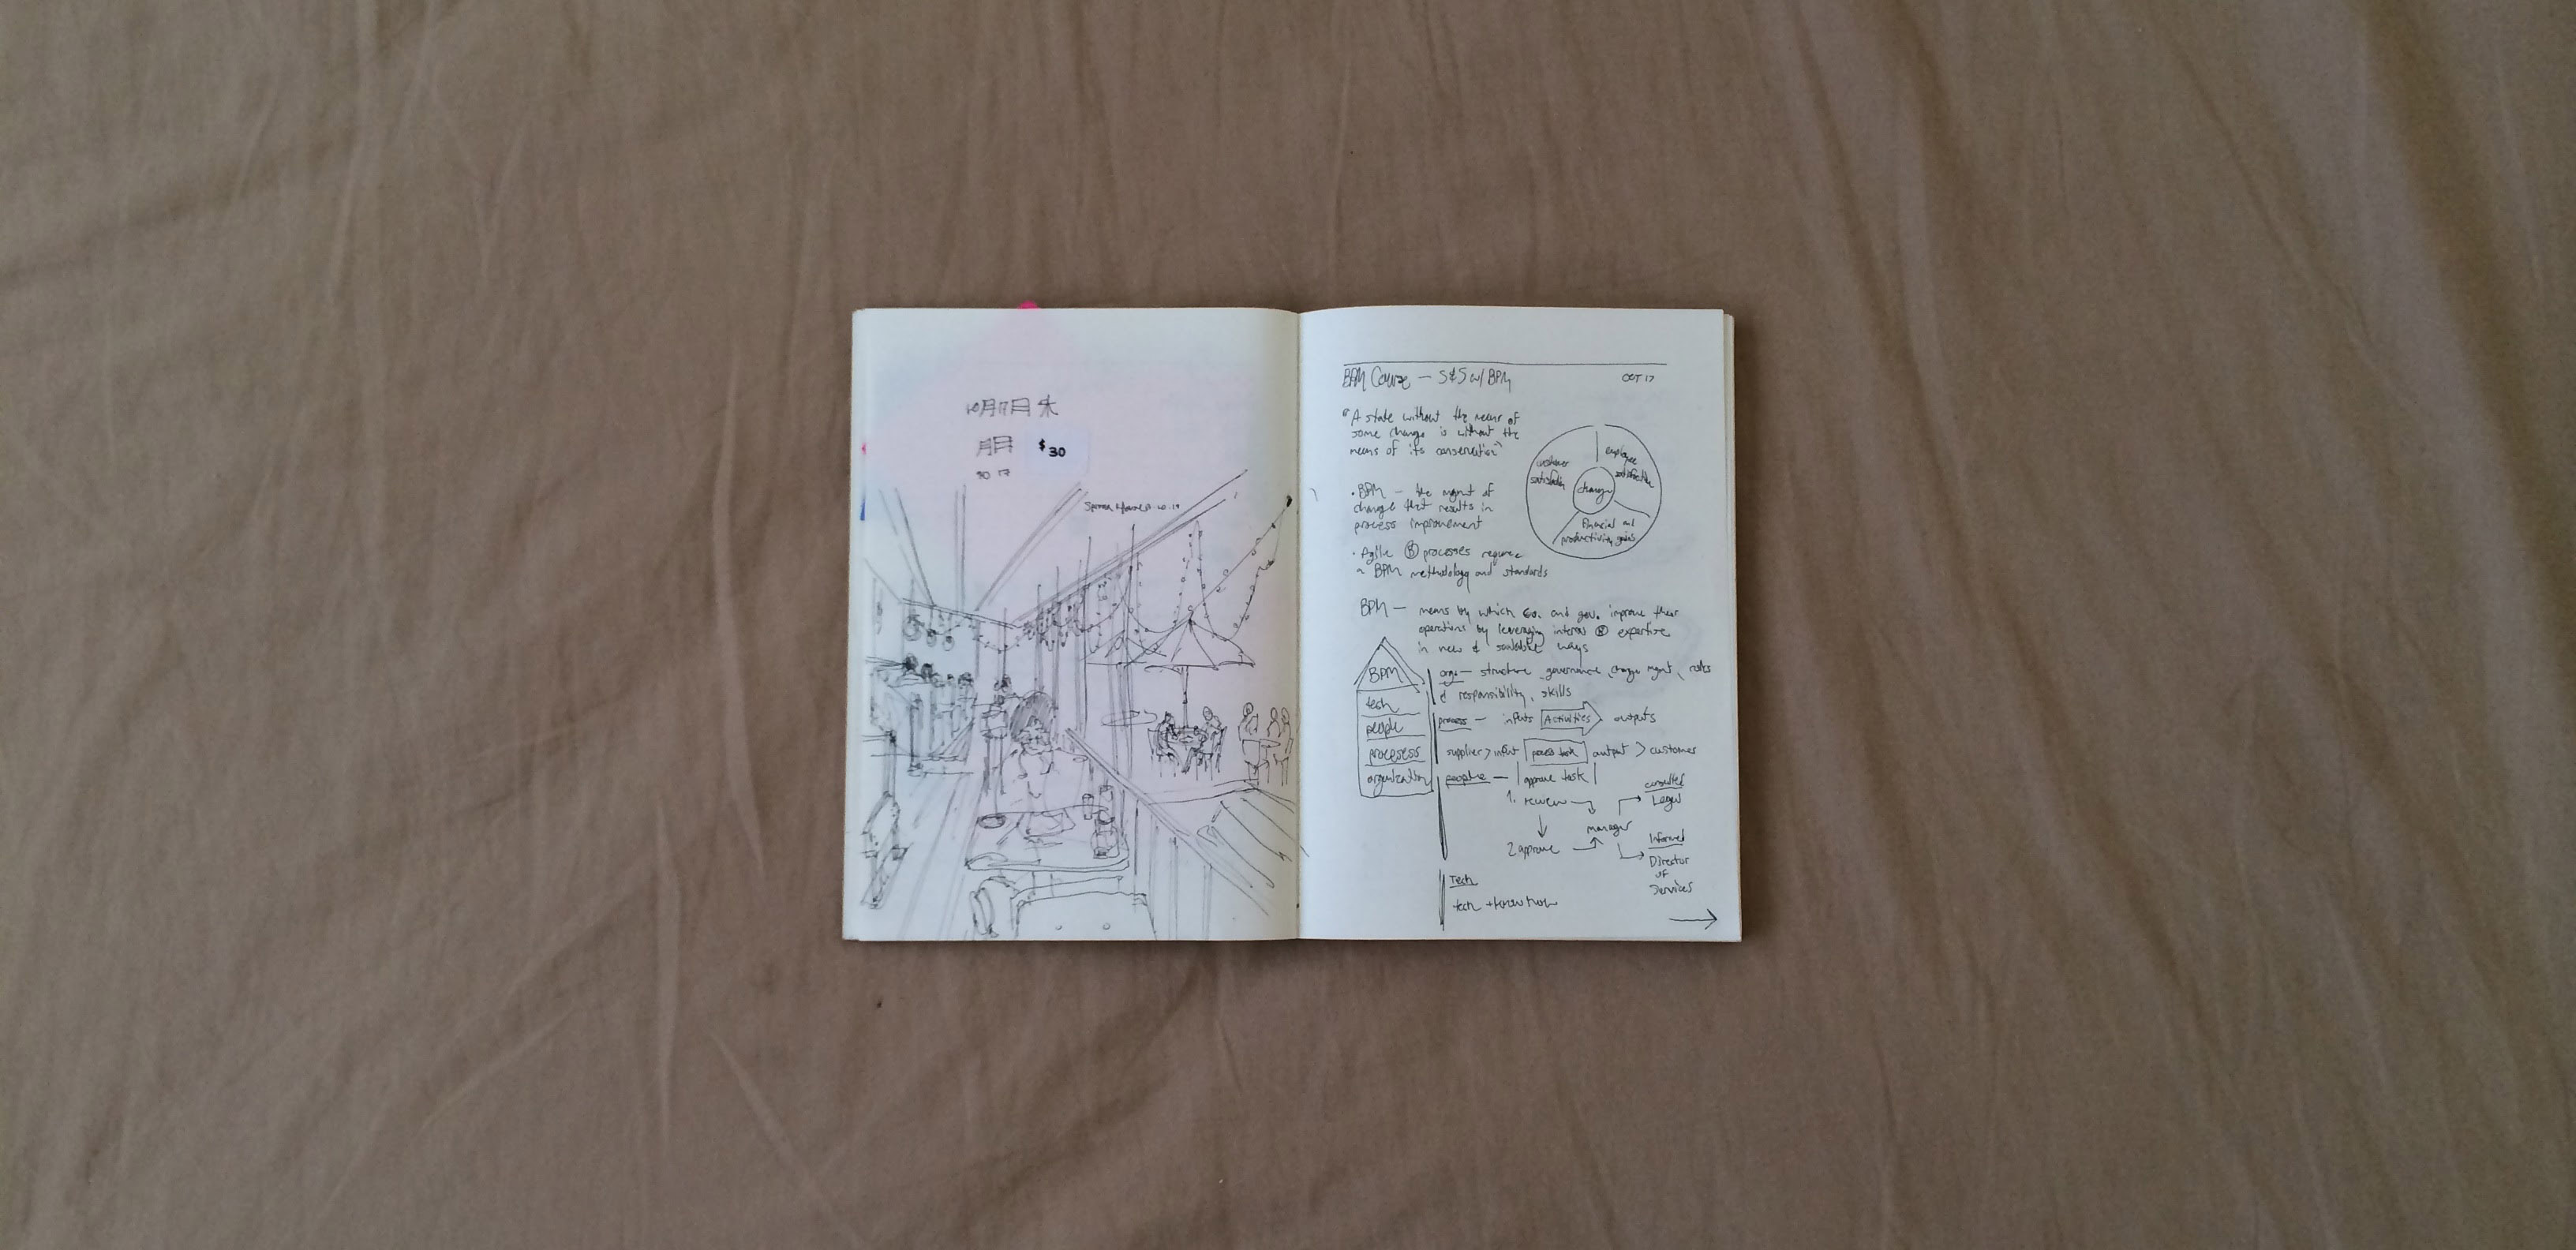 10月17日 木
月日
$30
10 17
10.19
BPM Course — S&S w/ BPM
OCT 17
"A state without the means of
some change is without the
means of its conservation"
customer
satisfaction
employee
satisfaction
change
financial and
productivity goals
• BPM — the mgmt of
change that results in
process improvement
• Agile Ⓑ processes require
a BPM methodology and standards
BPM — means by which co. and gov. improve their
operations by leveraging internal Ⓑ expertise
in new & scalable ways
BPM
tech
people
processes
organization
orgs — structure, governance, change mgmt, roles
& responsibility, skills
process — inputs Activities outputs
supplier > input process task output > customer
people — approve task
1. review
manager
2 approve
consulted
Legal
Informed
Director
of
Services
Tech
tech + know how